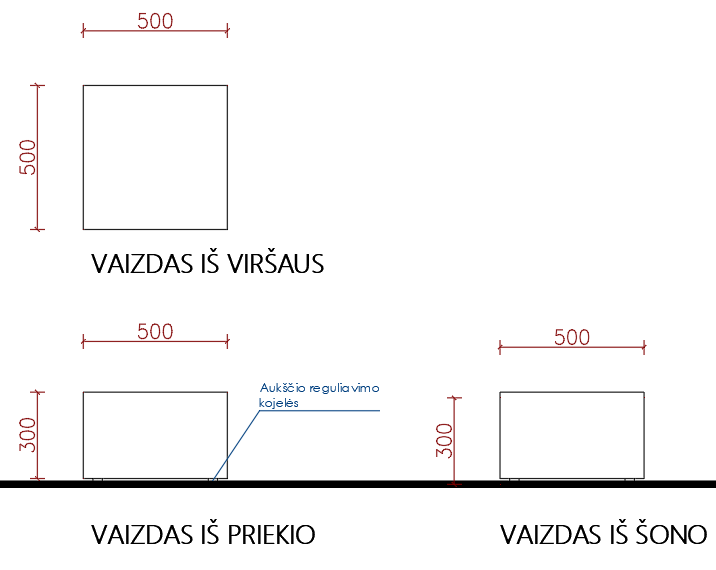 500
500
VAIZDAS IŠ VIRŠAUS
500
500
Aukščio reguliavimo
kojelės
300
300
VAIZDAS IŠ PRIEKIO
VAIZDAS IŠ ŠONO